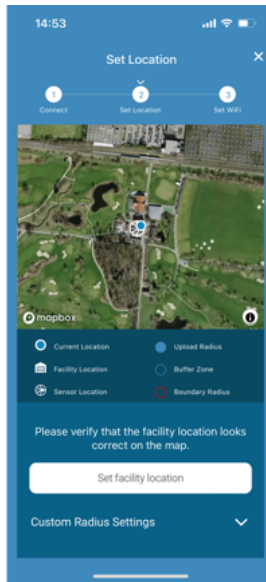 14:53
Set Location
×
1 2 3
Connect Set Location Set WiFi
mapbox
Current Location Upload Radius
Facility Location Buffer Zone
Sensor Location Boundary Radius
Please verify that the facility location looks
correct on the map.
Set facility location
Custom Radius Settings